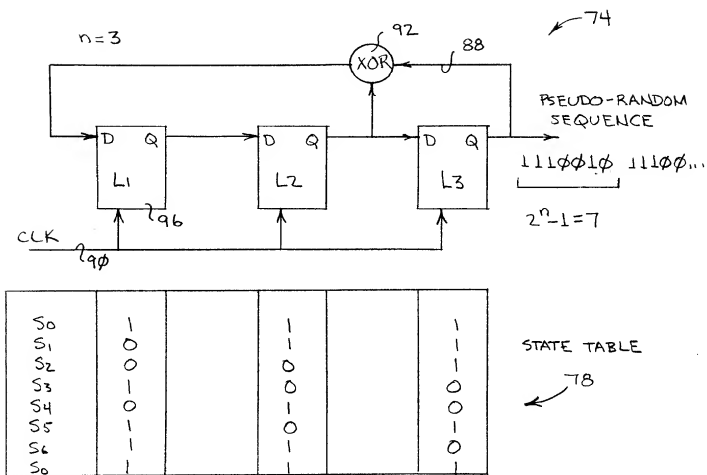 n=3
92
74
XOR
88
PSEUDO-RANDOM
SEQUENCE
D Q
D Q
D Q
1110010 11100...
L1
L2
L3
2ⁿ-1=7
96
CLK
90
S0 1 1 1
S1 0 1 1
S2 0 0 1
S3 1 0 0
S4 0 1 0
S5 1 0 1
S6 1 1 0
S0 1 1 1
STATE TABLE
78